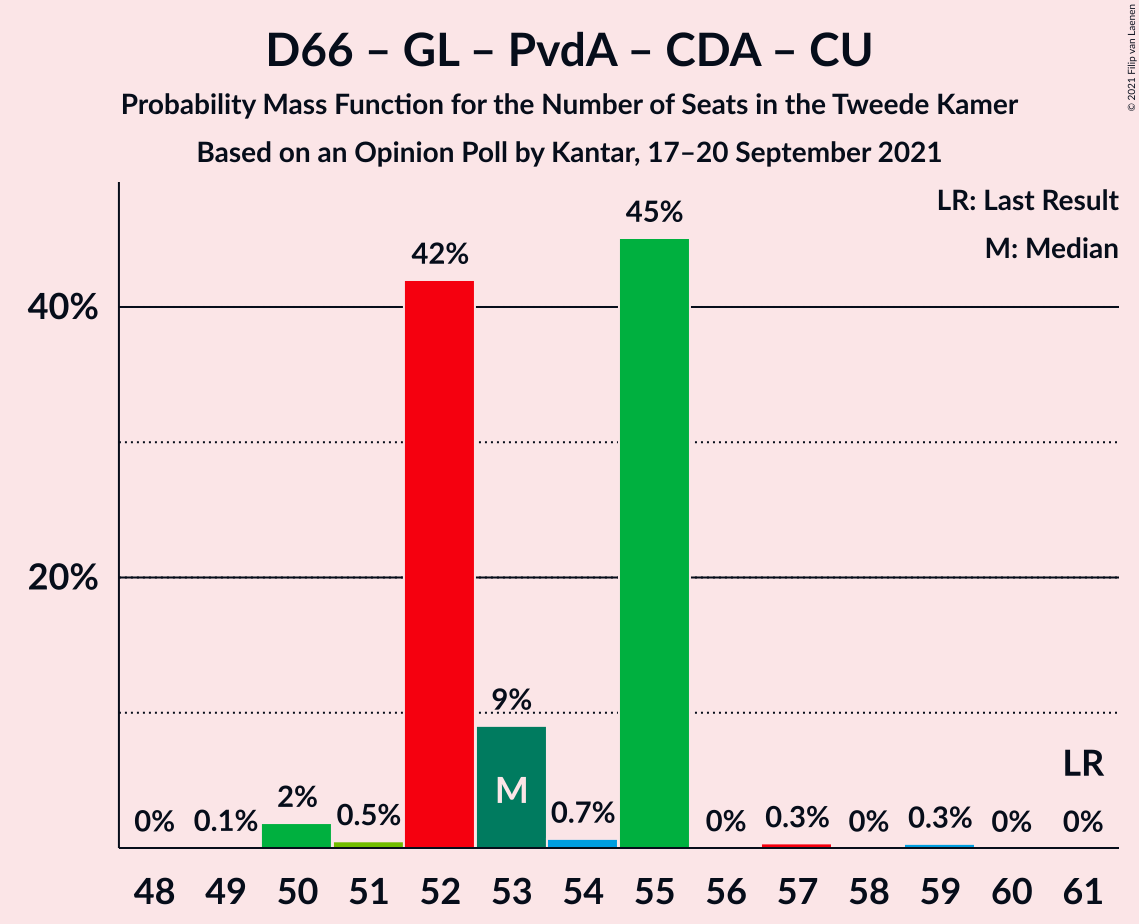 D66 – GL – PvdA – CDA – CU
Probability Mass Function for the Number of Seats in the Tweede Kamer
Based on an Opinion Poll by Kantar, 17–20 September 2021
© 2021 Filip van Laenen
LR: Last Result
M: Median
45%
42%
40%
20%
9%
M
LR
0% 0.1% 2% 0.5% 0.7% 0% 0.3% 0% 0.3% 0% 0%
48 49 50 51 52 53 54 55 56 57 58 59 60 61